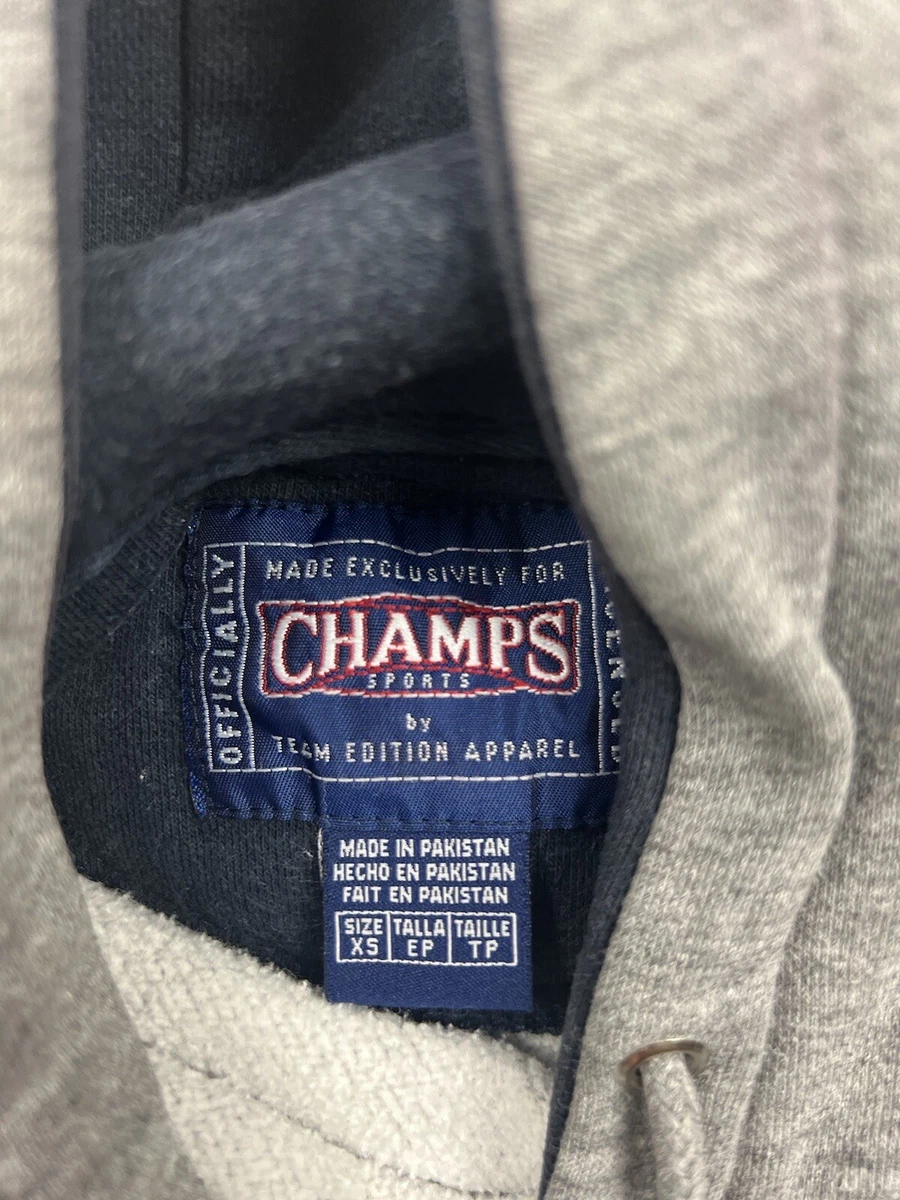 OFFICIALLY
MADE EXCLUSIVELY FOR
CHAMPS
SPORTS
by
TEAM EDITION APPAREL
MADE IN PAKISTAN
HECHO EN PAKISTAN
FAIT EN PAKISTAN
SIZE TALLA TAILLE
XS EP TP